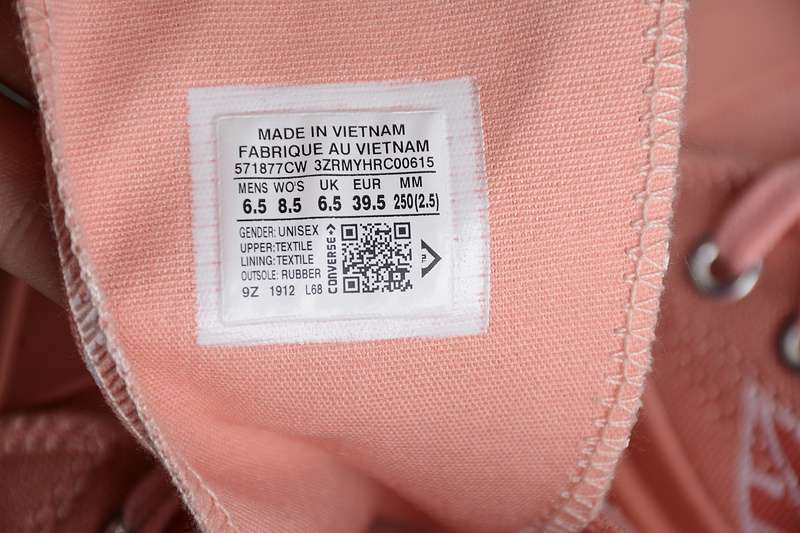 MADE IN VIETNAM
FABRIQUE AU VIETNAM
571877CW 3ZRMYHRC00615
MENS WO'S UK EUR MM
6.5 8.5 6.5 39.5 250(2.5)
GENDER: UNISEX
UPPER:TEXTILE
LINING:TEXTILE
OUTSOLE: RUBBER
9Z 1912 L68
CONVERSE